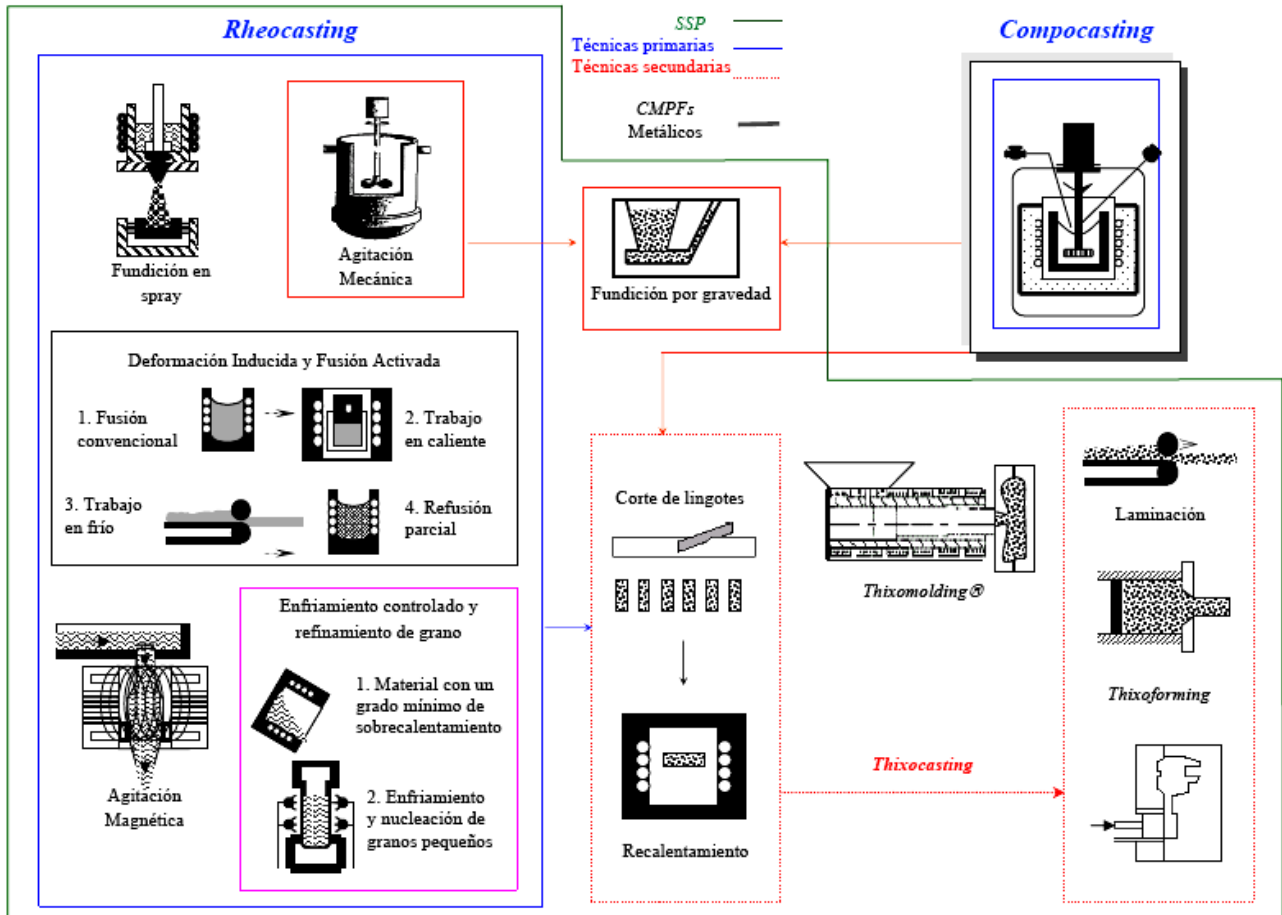 Rheocasting
SSP
Técnicas primarias
Técnicas secundarias
CMPFs
Metálicos
Compocasting
Fundición en
spray
Agitación
Mecánica
Fundición por gravedad
Deformación Inducida y Fusión Activada
1. Fusión
convencional
2. Trabajo
en caliente
3. Trabajo
en frío
4. Refusión
parcial
Agitación
Magnética
Enfriamiento controlado y
refinamiento de grano
1. Material con un
grado mínimo de
sobrecalentamiento
2. Enfriamiento
y nucleación de
granos pequeños
Corte de lingotes
Recalentamiento
Thixomolding®
Thixocasting
Laminación
Thixoforming